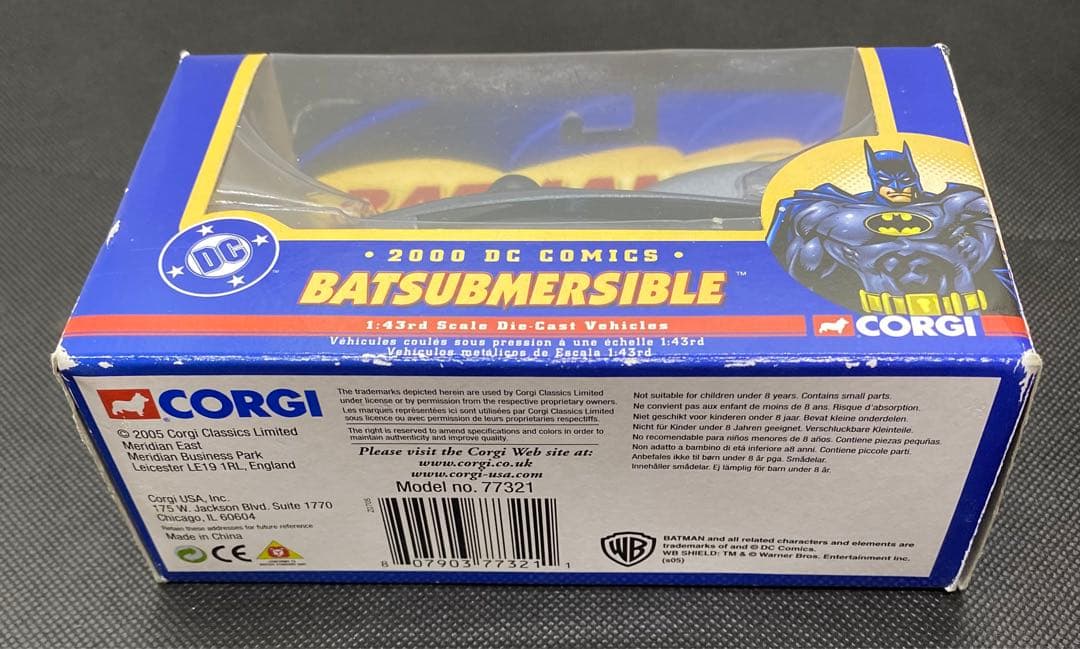 DC
• 2000 DC COMICS •
BATSUBMERSIBLE™
1:43rd Scale Die-Cast Vehicles
CORGI
Véhicules coulés sous pression à une échelle 1:43rd
Vehiculos metalicos de Escala 1:43rd
CORGI
© 2005 Corgi Classics Limited
Meridian East
Meridian Business Park
Leicester LE19 1RL, England
Corgi USA, Inc.
175 W. Jackson Blvd. Suite 1770
Chicago, IL 60604
Retain these addresses for future reference
Made in China
CE
The trademarks depicted herein are used by Corgi Classics Limited
under license or by permission from the respective proprietary owners.
Les marques représentées ici sont utilisées par Corgi Classics Limited
sous licence ou avec permission de leurs proprietaries respectiffs.
The right is reserved to amend specifications and colors in order to
maintain authenticity and improve quality.
Please visit the Corgi Web site at:
www.corgi.co.uk
www.corgi-usa.com
Model no. 77321
8 07903 77321 1
Not suitable for children under 8 years. Contains small parts.
Ne convient pas aux enfant de moins de 8 ans. Risque d'absorption.
Niet geschikt voor kinderen onder 8 jaar. Bevat kleine onderdelen.
Nicht für Kinder unter 8 Jahren geeignet. Verschluckbare Kleinteile.
No recomendable para niños menores de 8 años. Contiene piezas pequñas.
Non adatto a bambino di età inferiore a8 anni. Contiene piccole parti.
Anbefales ikke til børn under 8 år pga. Smådelar.
Innehåller smådelar. Ej lämplig för barn under 8 år.
WB
BATMAN and all related characters and elements are
trademarks of and © DC Comics.
WB SHIELD: TM & © Warner Bros. Entertainment Inc.
(s05)